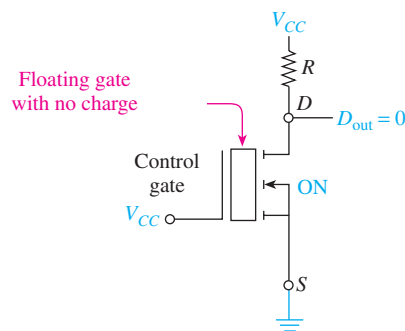 V_CC
R
Floating gate
with no charge
D
D_out = 0
Control
gate
ON
V_CC
S